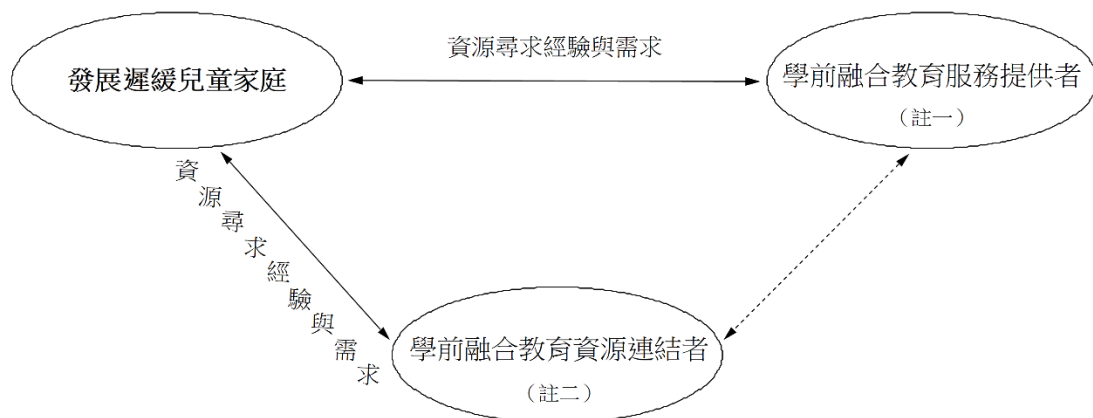 資源尋求經驗與需求
發展遲緩兒童家庭
學前融合教育服務提供者
（註一）
資源尋求經驗與需求
學前融合教育資源連結者
（註二）